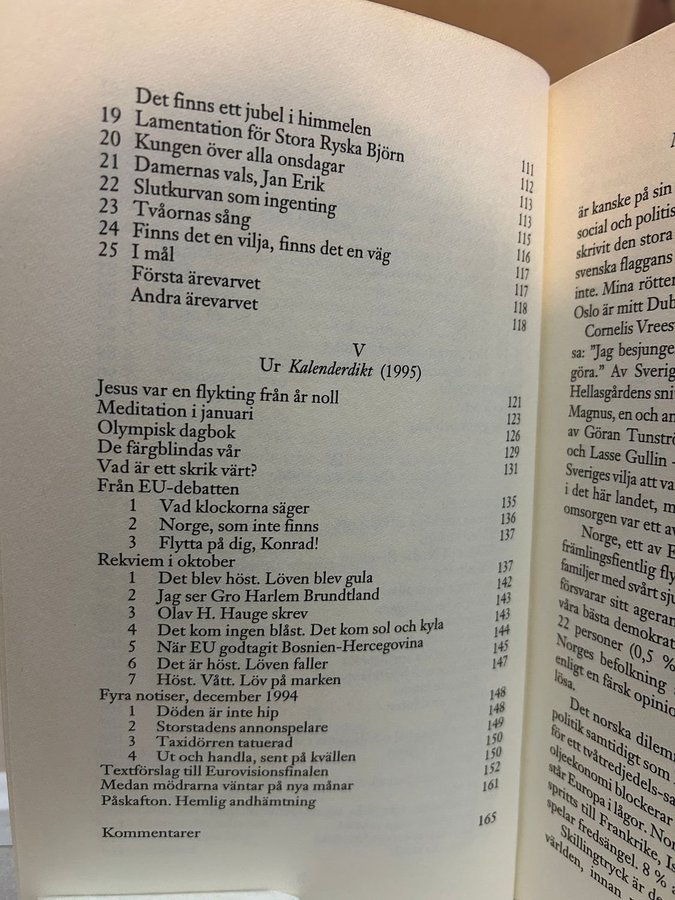 Det finns ett jubel i himmelen 111
19 Lamentation för Stora Ryska Björn 112
20 Kungen över alla onsdagar 113
21 Damernas vals, Jan Erik 113
22 Slutkurvan som ingenting 115
23 Tvåornas sång 116
24 Finns det en vilja, finns det en väg 117
25 I mål 117
Första ärevarvet 118
Andra ärevarvet 118
V
Ur Kalenderdikt (1995)
Jesus var en flykting från år noll 121
Meditation i januari 123
Olympisk dagbok 126
De färgblindas vår 129
Vad är ett skrik värt? 131
Från EU-debatten
1 Vad klockorna säger 135
2 Norge, som inte finns 136
3 Flytta på dig, Konrad! 137
Rekviem i oktober
1 Det blev höst. Löven blev gula 137
2 Jag ser Gro Harlem Brundtland 142
3 Olav H. Hauge skrev 143
4 Det kom ingen blåst. Det kom sol och kyla 143
5 När EU godtagit Bosnien-Hercegovina 144
6 Det är höst. Löven faller 145
7 Höst. Vått. Löv på marken 147
Fyra notiser, december 1994
1 Döden är inte hip 148
2 Storstadens annonspelare 148
3 Taxidörren tatuerad 149
4 Ut och handla, sent på kvällen 150
Textförslag till Eurovisionsfinalen 150
Medan mödrarna väntar på nya månar 152
Påskafton. Hemlig andhämtning 161
Kommentarer 165
är kanske på sin
social och politis
skrivit den stora
svenska flaggans
inte. Mina rötter
Oslo är mitt Dub
Cornelis Vrees
sa: "Jag besjunge
göra." Av Sverig
Hellasgårdens sni
Magnus, en och an
av Göran Tunströ
och Lasse Gullin –
Sveriges vilja att va
i det här landet, m
omsorgen var ett av
Norge, ett av E
främlingsfientlig fly
familjer med svårt sju
försvarar sitt ageran
våra bästa demokrat
22 personer (0,5 %
Norges befolkning
enligt en färsk opinio
lösa.
Det norska dilem
politik samtidigt som
för ett tvåtredjedels-sa
oljeekonomi blockerar
står Europa i lågor. Nor
spritts till Frankrike, Is
spelar fredsängel. 8 % a
Skillingtryck är de
världen, innan